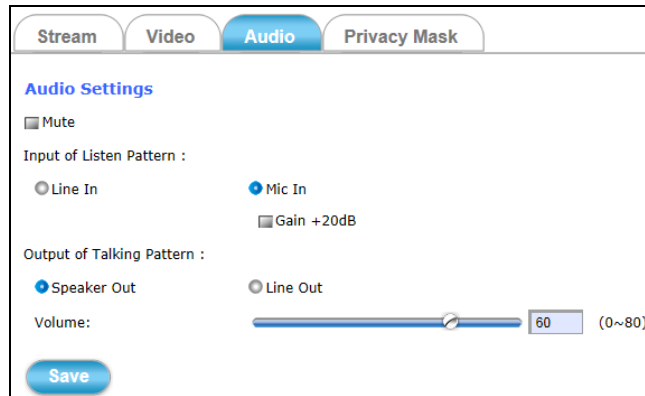 Stream Video Audio Privacy Mask
Audio Settings
Mute
Input of Listen Pattern :
Line In Mic In
Gain +20dB
Output of Talking Pattern :
Speaker Out Line Out
Volume: 60 (0~80)
Save